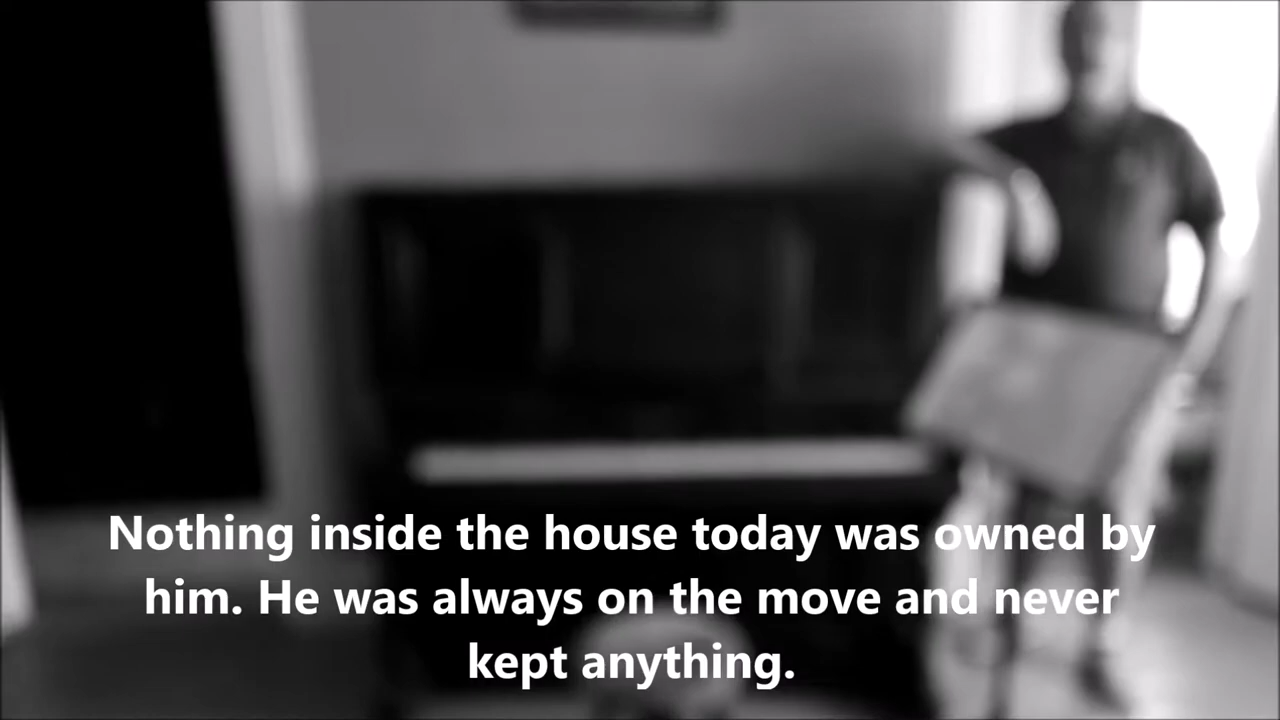 Nothing inside the house today was owned by
him. He was always on the move and never
kept anything.